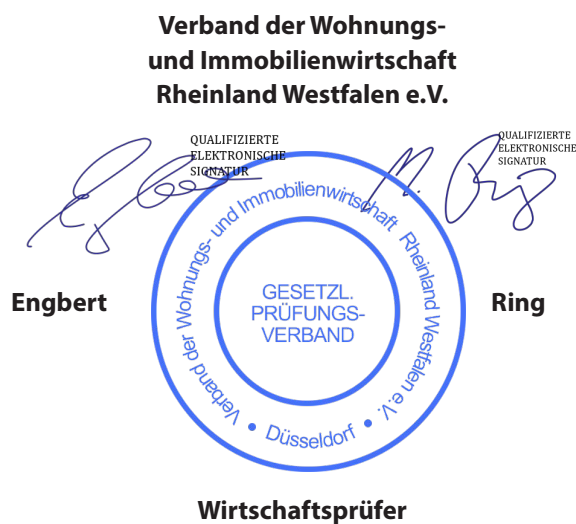 Verband der Wohnungs-
und Immobilienwirtschaft
Rheinland Westfalen e.V.
QUALIFIZIERTE
ELEKTRONISCHE
SIGNATUR
QUALIFIZIERTE
ELEKTRONISCHE
SIGNATUR
Engbert
Verband der Wohnungs- und Immobilienwirtschaft Rheinland Westfalen e.V.
• Düsseldorf •
GESETZL.
PRÜFUNGS-
VERBAND
Ring
Wirtschaftsprüfer